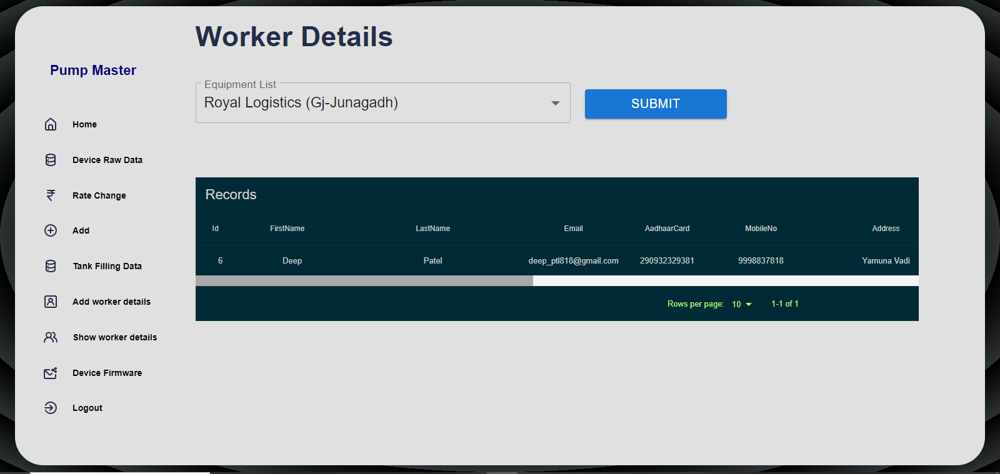 Worker Details
Pump Master
Equipment List
Royal Logistics (Gj-Junagadh)
SUBMIT
Home
Device Raw Data
Rate Change
Add
Tank Filling Data
Add worker details
Show worker details
Device Firmware
Logout
Records
Id FirstName LastName Email AadhaarCard MobileNo Address
6 Deep Patel deep_ptl818@gmail.com 290932329381 9998837818 Yamuna Vadi
Rows per page: 10 1-1 of 1